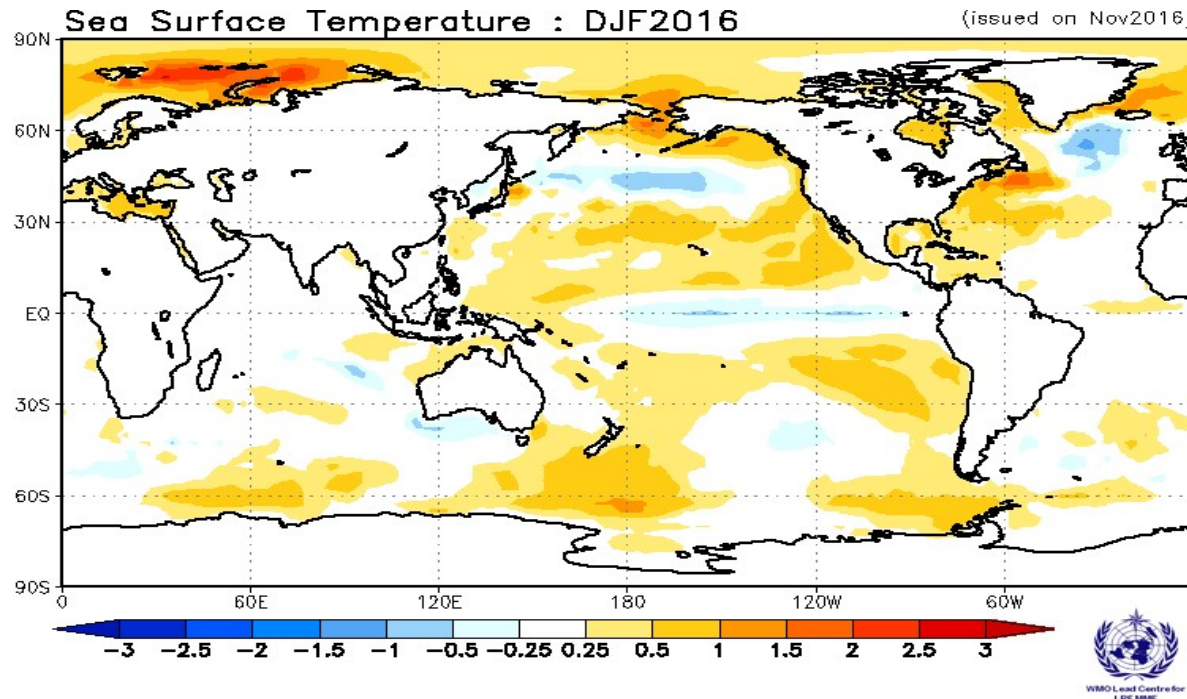 Sea Surface Temperature : DJF2016 (issued on Nov2016)
90N
60N
30N
EQ
30S
60S
90S
0 60E 120E 180 120W 60W
-3 -2.5 -2 -1.5 -1 -0.5 -0.25 0.25 0.5 1 1.5 2 2.5 3
WMO Lead Centre for
LRFMME